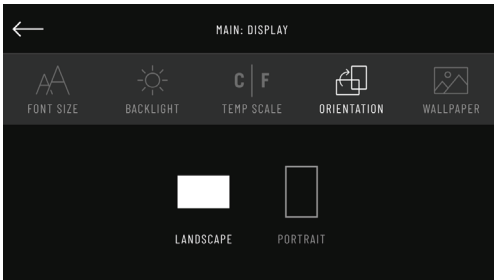 MAIN: DISPLAY
C F
FONT SIZE BACKLIGHT TEMP SCALE ORIENTATION WALLPAPER
LANDSCAPE PORTRAIT